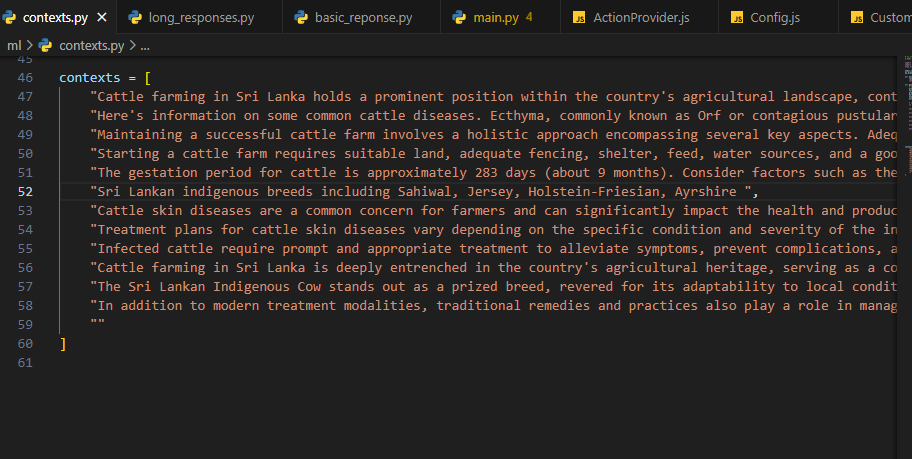 contexts.py
long_responses.py
basic_reponse.py
main.py 4
JS ActionProvider.js
JS Config.js
JS Custom
ml > contexts.py > ...
45
46 contexts = [
47 "Cattle farming in Sri Lanka holds a prominent position within the country's agricultural landscape, cont
48 "Here's information on some common cattle diseases. Ecthyma, commonly known as Orf or contagious pustular
49 "Maintaining a successful cattle farm involves a holistic approach encompassing several key aspects. Adeq
50 "Starting a cattle farm requires suitable land, adequate fencing, shelter, feed, water sources, and a goo
51 "The gestation period for cattle is approximately 283 days (about 9 months). Consider factors such as the
52 "Sri Lankan indigenous breeds including Sahiwal, Jersey, Holstein-Friesian, Ayrshire ",
53 "Cattle skin diseases are a common concern for farmers and can significantly impact the health and produc
54 "Treatment plans for cattle skin diseases vary depending on the specific condition and severity of the in
55 "Infected cattle require prompt and appropriate treatment to alleviate symptoms, prevent complications, a
56 "Cattle farming in Sri Lanka is deeply entrenched in the country's agricultural heritage, serving as a co
57 "The Sri Lankan Indigenous Cow stands out as a prized breed, revered for its adaptability to local condit
58 "In addition to modern treatment modalities, traditional remedies and practices also play a role in manag
59 ""
60 ]
61